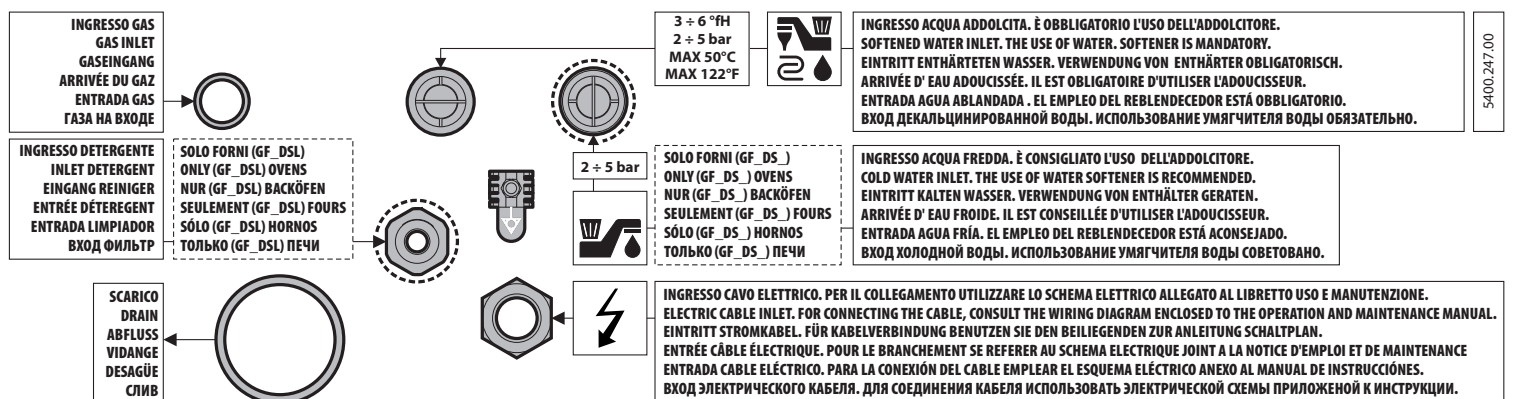 INGRESSO GAS
GAS INLET
GASEINGANG
ARRIVÉE DU GAZ
ENTRADA GAS
ГАЗА НА ВХОДЕ
3 ÷ 6 °fH
2 ÷ 5 bar
MAX 50°C
MAX 122°F
INGRESSO ACQUA ADDOLCITA. È OBBLIGATORIO L'USO DELL'ADDOLCITORE.
SOFTENED WATER INLET. THE USE OF WATER. SOFTENER IS MANDATORY.
EINTRITT ENTHÄRTETEN WASSER. VERWENDUNG VON ENTHÄRTER OBLIGATORISCH.
ARRIVÉE D' EAU ADOUCISSÉE. IL EST OBLIGATOIRE D'UTILISER L'ADOUCISSEUR.
ENTRADA AGUA ABLANDADA . EL EMPLEO DEL REBLENDECEDOR ESTÁ OBBLIGATORIO.
ВХОД ДЕКАЛЬЦИНИРОВАННОЙ ВОДЫ. ИСПОЛЬЗОВАНИЕ УМЯГЧИТЕЛЯ ВОДЫ ОБЯЗАТЕЛЬНО.
5400.247.00
INGRESSO DETERGENTE
INLET DETERGENT
EINGANG REINIGER
ENTRÉE DÉTEREGENT
ENTRADA LIMPIADOR
ВХОД ФИЛЬТР
SOLO FORNI (GF_DSL)
ONLY (GF_DSL) OVENS
NUR (GF_DSL) BACKÖFEN
SEULEMENT (GF_DSL) FOURS
SÓLO (GF_DSL) HORNOS
ТОЛЬКО (GF_DSL) ПЕЧИ
2 ÷ 5 bar
SOLO FORNI (GF_DS_)
ONLY (GF_DS_) OVENS
NUR (GF_DS_) BACKÖFEN
SEULEMENT (GF_DS_) FOURS
SÓLO (GF_DS_) HORNOS
ТОЛЬКО (GF_DS_) ПЕЧИ
INGRESSO ACQUA FREDDA. È CONSIGLIATO L'USO DELL'ADDOLCITORE.
COLD WATER INLET. THE USE OF WATER SOFTENER IS RECOMMENDED.
EINTRITT KALTEN WASSER. VERWENDUNG VON ENTHÄLTER GERATEN.
ARRIVÉE D' EAU FROIDE. IL EST CONSEILLÉE D'UTILISER L'ADOUCISSEUR.
ENTRADA AGUA FRÍA. EL EMPLEO DEL REBLENDECEDOR ESTÁ ACONSEJADO.
ВХОД ХОЛОДНОЙ ВОДЫ. ИСПОЛЬЗОВАНИЕ УМЯГЧИТЕЛЯ ВОДЫ СОВЕТОВАНО.
SCARICO
DRAIN
ABFLUSS
VIDANGE
DESAGÜE
СЛИВ
INGRESSO CAVO ELETTRICO. PER IL COLLEGAMENTO UTILIZZARE LO SCHEMA ELETTRICO ALLEGATO AL LIBRETTO USO E MANUTENZIONE.
ELECTRIC CABLE INLET. FOR CONNECTING THE CABLE, CONSULT THE WIRING DIAGRAM ENCLOSED TO THE OPERATION AND MAINTENANCE MANUAL.
EINTRITT STROMKABEL. FÜR KABELVERBINDUNG BENUTZEN SIE DEN BEILIEGENDEN ZUR ANLEITUNG SCHALTPLAN.
ENTRÉE CÂBLE ÉLECTRIQUE. POUR LE BRANCHEMENT SE REFERER AU SCHEMA ELECTRIQUE JOINT A LA NOTICE D'EMPLOI ET DE MAINTENANCE
ENTRADA CABLE ELÉCTRICO. PARA LA CONEXIÓN DEL CABLE EMPLEAR EL ESQUEMA ELÉCTRICO ANEXO AL MANUAL DE INSTRUCCIÓNES.
ВХОД ЭЛЕКТРИЧЕСКОГО КАБЕЛЯ. ДЛЯ СОЕДИНЕНИЯ КАБЕЛЯ ИСПОЛЬЗОВАТЬ ЭЛЕКТРИЧЕСКОЙ СХЕМЫ ПРИЛОЖЕНОЙ К ИНСТРУКЦИИ.